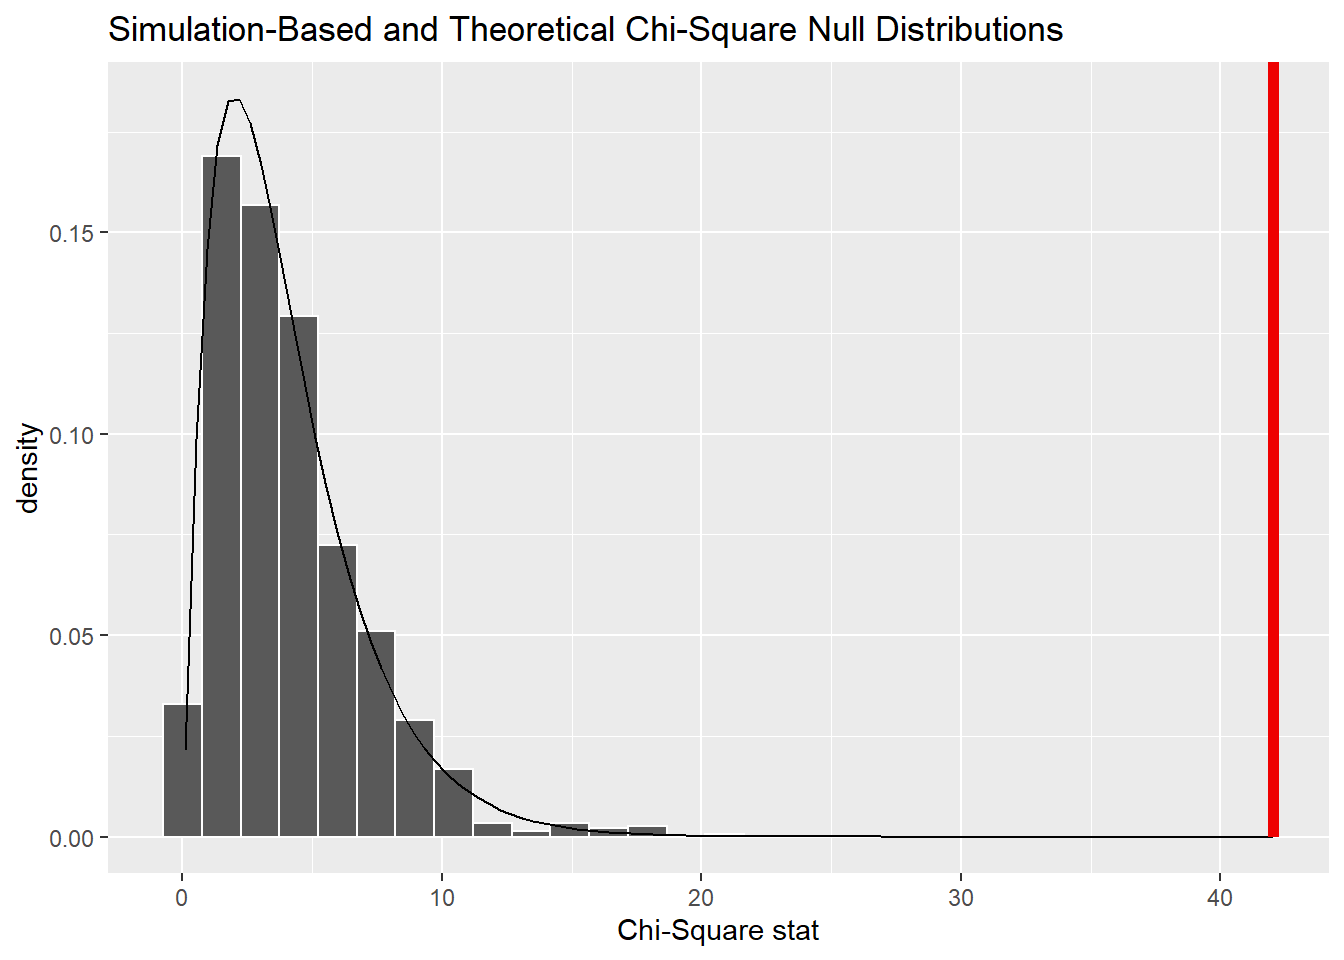 Simulation-Based and Theoretical Chi-Square Null Distributions
0.15
0.10
0.05
0.00
density
0 10 20 30 40
Chi-Square stat